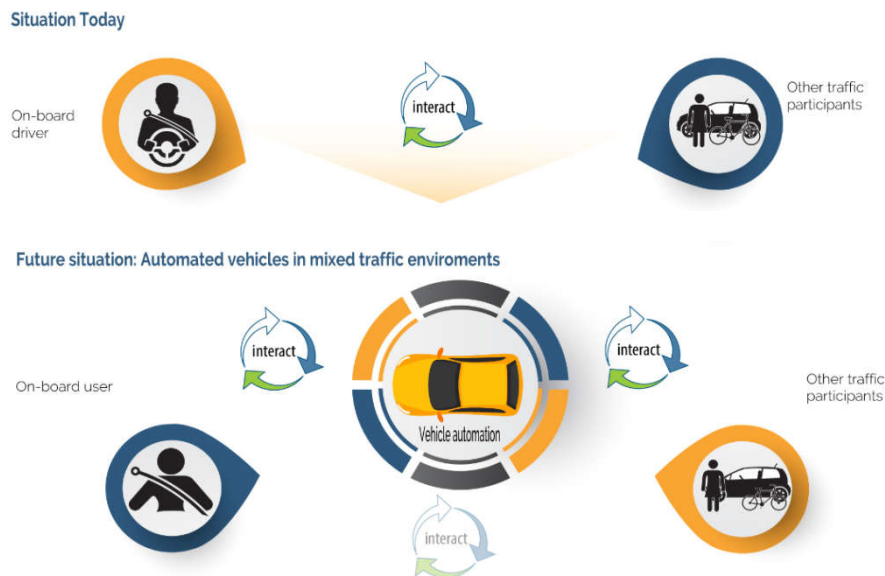 Situation Today
On-board
driver
interact
Other traffic
participants
Future situation: Automated vehicles in mixed traffic enviroments
interact
interact
On-board user
Vehicle automation
Other traffic
participants
interact